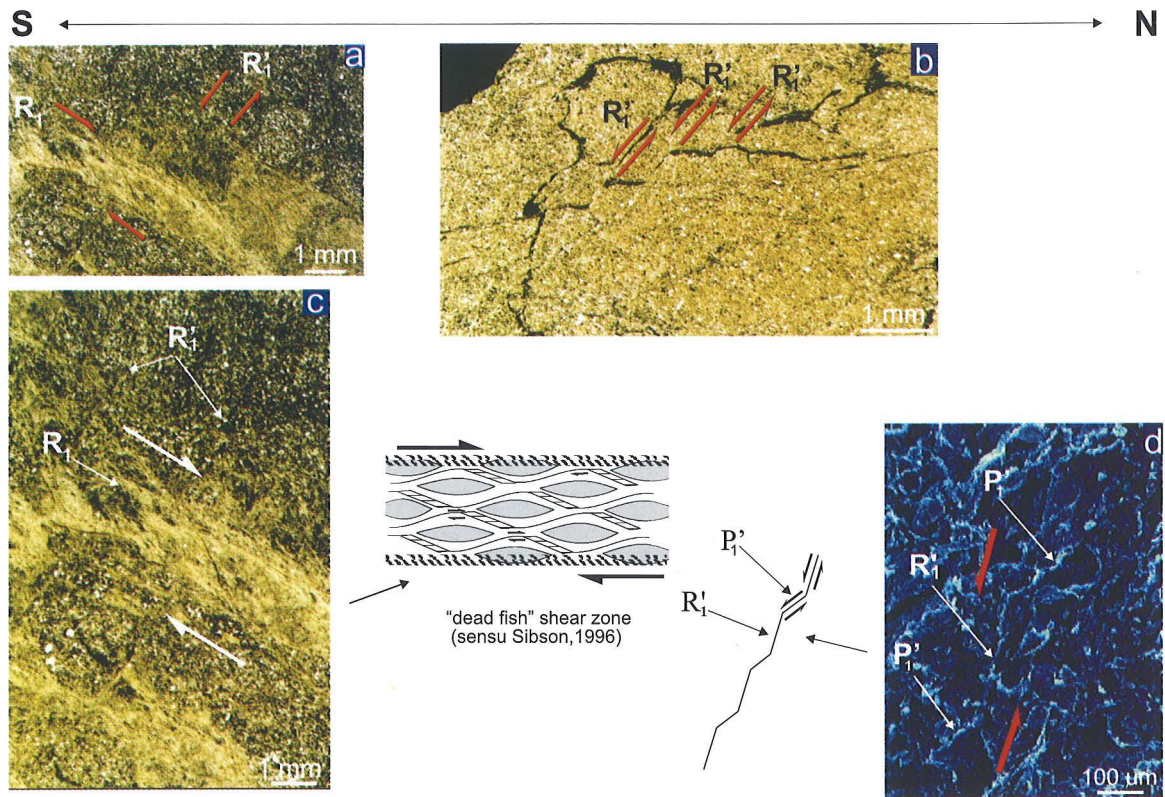 S N
a
R₁
R'₁
1 mm
b
R'₁ R'₁ R'₁
1 mm
c
R'₁
R₁
1 mm
"dead fish" shear zone
(sensu Sibson,1996)
P'₁
R'₁
d
P'₁
R'₁
P₁'
100 µm